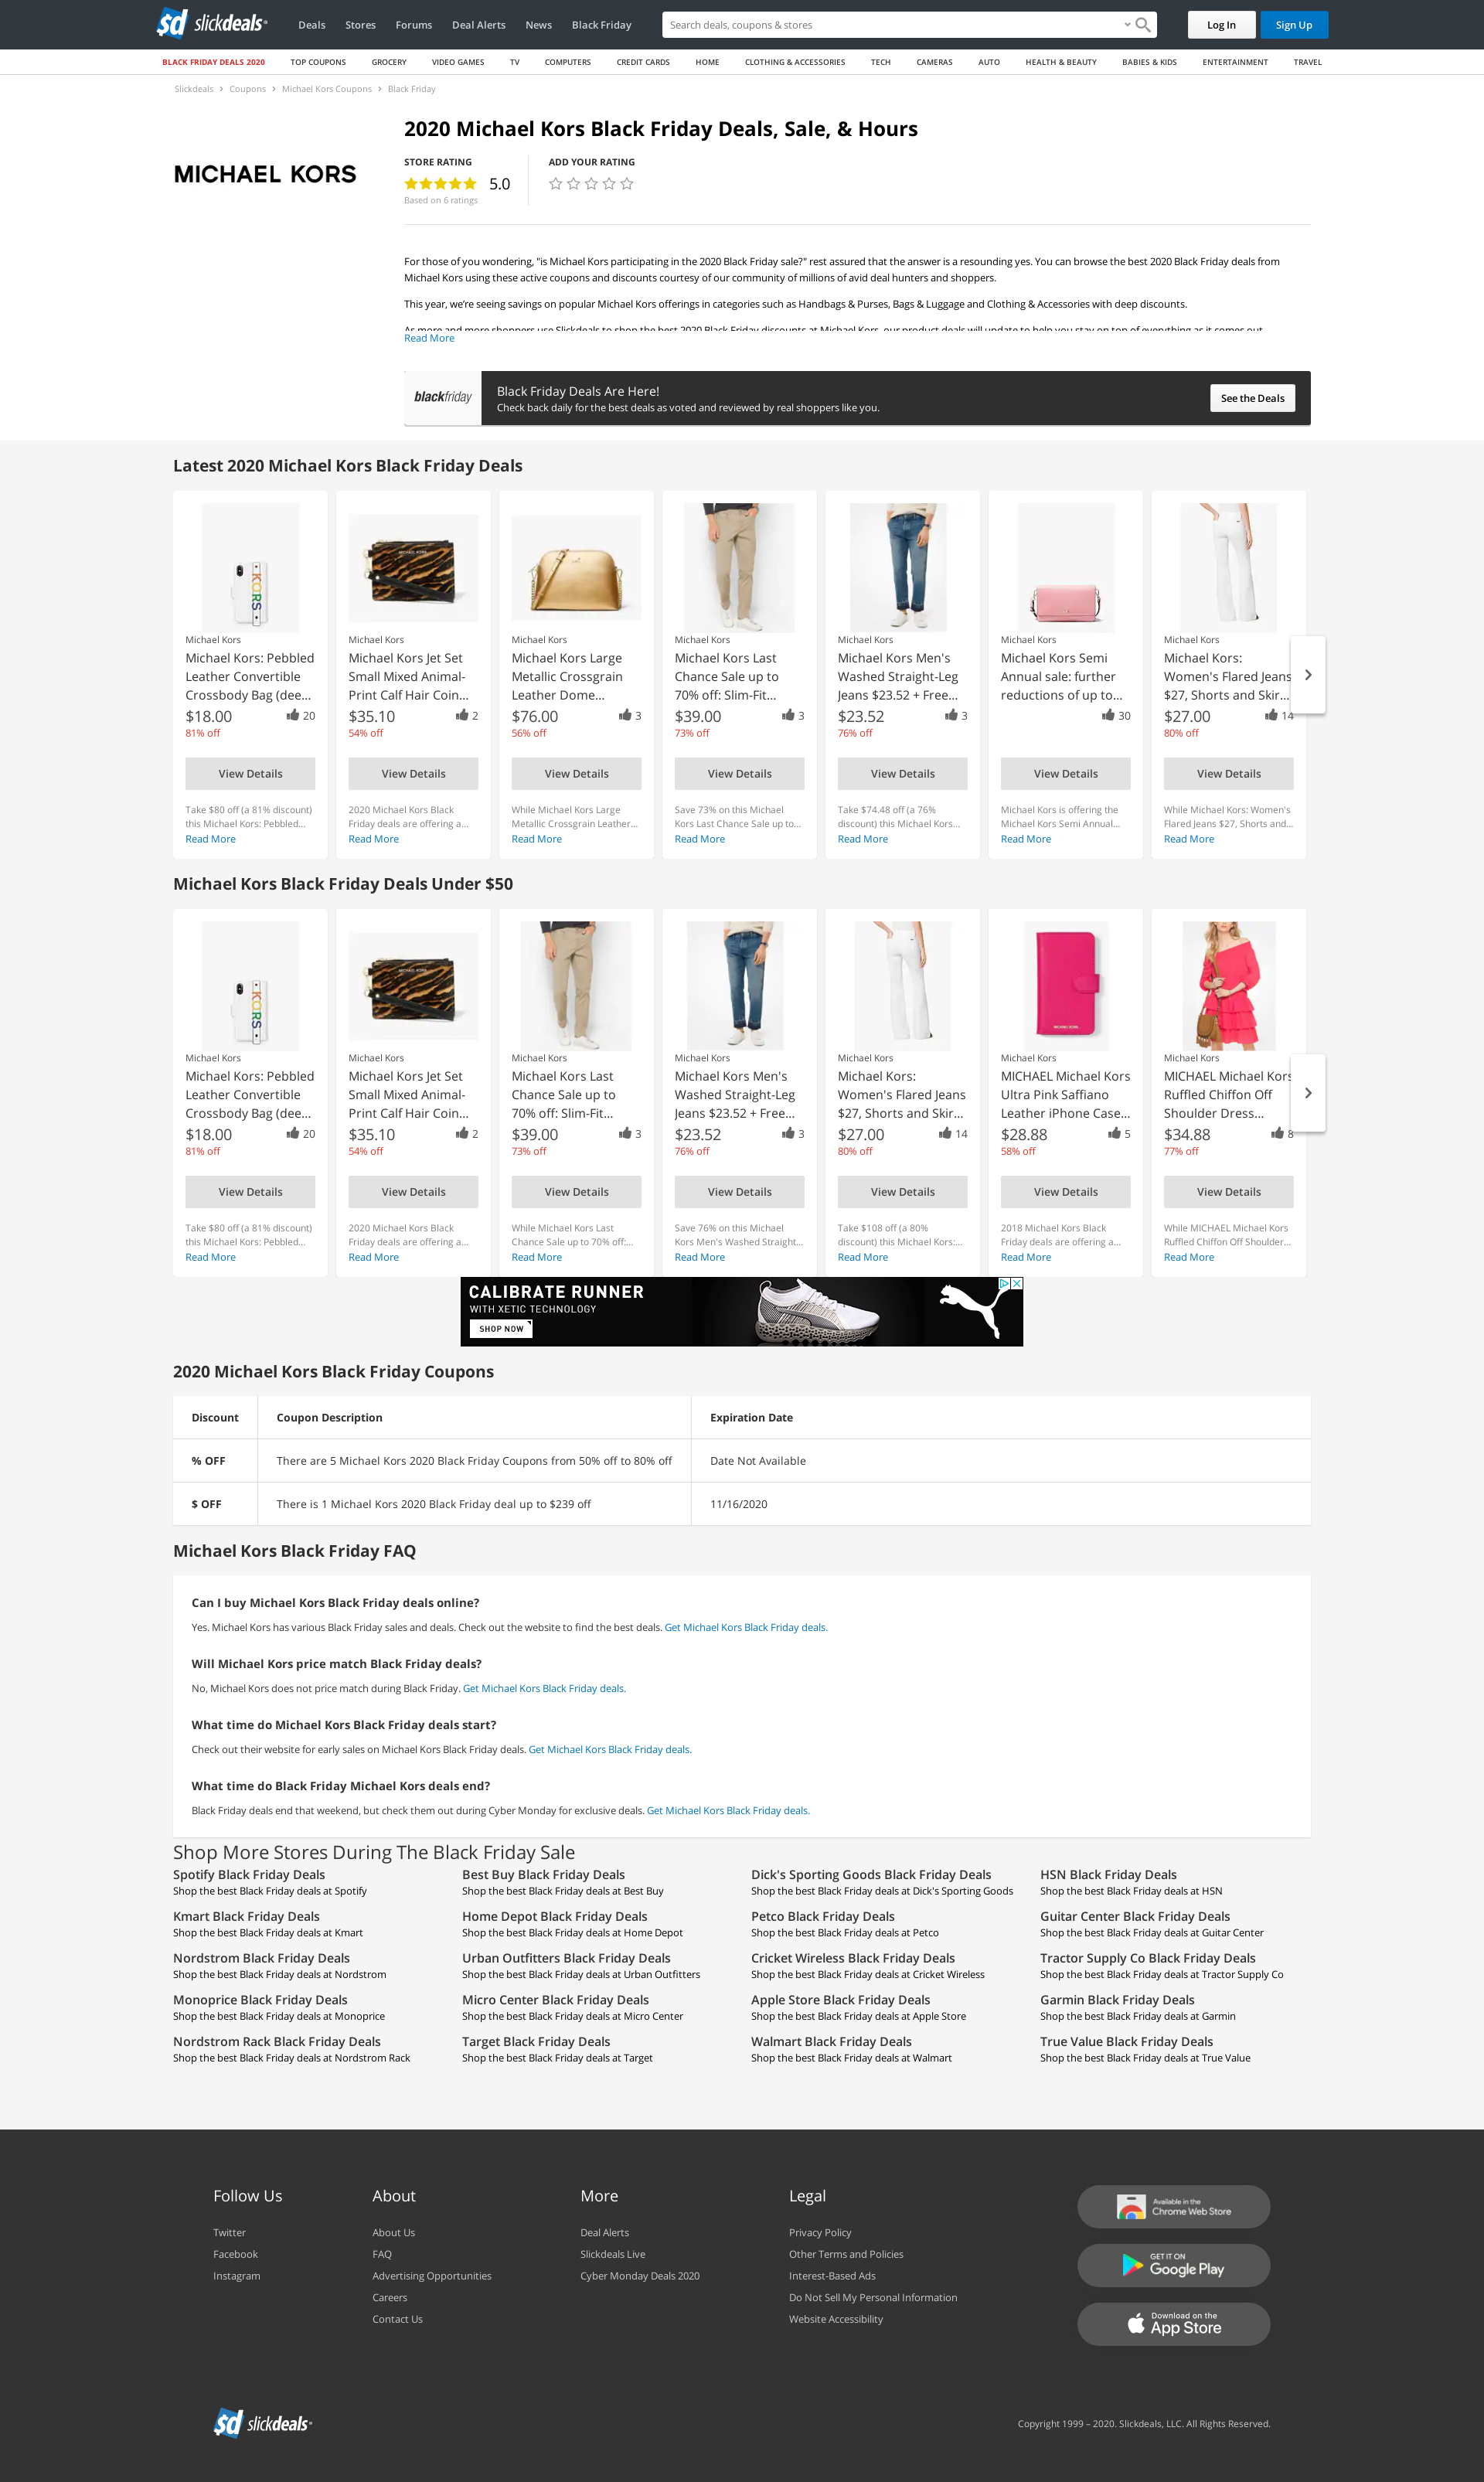 slickdeals
Deals Stores Forums Deal Alerts News Black Friday
Search deals, coupons & stores
Log In
Sign Up
BLACK FRIDAY DEALS 2020 TOP COUPONS GROCERY VIDEO GAMES TV COMPUTERS CREDIT CARDS HOME CLOTHING & ACCESSORIES TECH CAMERAS AUTO HEALTH & BEAUTY BABIES & KIDS ENTERTAINMENT TRAVEL
Slickdeals › Coupons › Michael Kors Coupons › Black Friday
MICHAEL KORS
2020 Michael Kors Black Friday Deals, Sale, & Hours
STORE RATING
5.0
Based on 6 ratings
ADD YOUR RATING
For those of you wondering, "is Michael Kors participating in the 2020 Black Friday sale?" rest assured that the answer is a resounding yes. You can browse the best 2020 Black Friday deals from
Michael Kors using these active coupons and discounts courtesy of our community of millions of avid deal hunters and shoppers.
This year, we're seeing savings on popular Michael Kors offerings in categories such as Handbags & Purses, Bags & Luggage and Clothing & Accessories with deep discounts.
As more and more shoppers use Slickdeals to shop the best 2020 Black Friday discounts at Michael Kors, our product deals will update to help you stay on top of everything as it comes out.
Read More
blackfriday
Black Friday Deals Are Here!
Check back daily for the best deals as voted and reviewed by real shoppers like you.
See the Deals
Latest 2020 Michael Kors Black Friday Deals
KORS
Michael Kors
Michael Kors: Pebbled
Leather Convertible
Crossbody Bag (dee...
$18.00
20
81% off
View Details
Take $80 off (a 81% discount)
this Michael Kors: Pebbled...
Read More
Michael Kors
Michael Kors Jet Set
Small Mixed Animal-
Print Calf Hair Coin...
$35.10
2
54% off
View Details
2020 Michael Kors Black
Friday deals are offering a...
Read More
Michael Kors
Michael Kors Large
Metallic Crossgrain
Leather Dome...
$76.00
3
56% off
View Details
While Michael Kors Large
Metallic Crossgrain Leather...
Read More
Michael Kors
Michael Kors Last
Chance Sale up to
70% off: Slim-Fit...
$39.00
3
73% off
View Details
Save 73% on this Michael
Kors Last Chance Sale up to...
Read More
Michael Kors
Michael Kors Men's
Washed Straight-Leg
Jeans $23.52 + Free...
$23.52
3
76% off
View Details
Take $74.48 off (a 76%
discount) this Michael Kors...
Read More
Michael Kors
Michael Kors Semi
Annual sale: further
reductions of up to...
30
View Details
Michael Kors is offering the
Michael Kors Semi Annual...
Read More
Michael Kors
Michael Kors:
Women's Flared Jeans
$27, Shorts and Skir...
$27.00
14
80% off
View Details
While Michael Kors: Women's
Flared Jeans $27, Shorts and...
Read More
Michael Kors Black Friday Deals Under $50
KORS
Michael Kors
Michael Kors: Pebbled
Leather Convertible
Crossbody Bag (dee...
$18.00
20
81% off
View Details
Take $80 off (a 81% discount)
this Michael Kors: Pebbled...
Read More
Michael Kors
Michael Kors Jet Set
Small Mixed Animal-
Print Calf Hair Coin...
$35.10
2
54% off
View Details
2020 Michael Kors Black
Friday deals are offering a...
Read More
Michael Kors
Michael Kors Last
Chance Sale up to
70% off: Slim-Fit...
$39.00
3
73% off
View Details
While Michael Kors Last
Chance Sale up to 70% off:...
Read More
Michael Kors
Michael Kors Men's
Washed Straight-Leg
Jeans $23.52 + Free...
$23.52
3
76% off
View Details
Save 76% on this Michael
Kors Men's Washed Straight...
Read More
Michael Kors
Michael Kors:
Women's Flared Jeans
$27, Shorts and Skir...
$27.00
14
80% off
View Details
Take $108 off (a 80%
discount) this Michael Kors:...
Read More
Michael Kors
MICHAEL Michael Kors
Ultra Pink Saffiano
Leather iPhone Case...
$28.88
5
58% off
View Details
2018 Michael Kors Black
Friday deals are offering a...
Read More
Michael Kors
MICHAEL Michael Kors
Ruffled Chiffon Off
Shoulder Dress...
$34.88
8
77% off
View Details
While MICHAEL Michael Kors
Ruffled Chiffon Off Shoulder...
Read More
CALIBRATE RUNNER
WITH XETIC TECHNOLOGY
SHOP NOW
2020 Michael Kors Black Friday Coupons
Discount Coupon Description Expiration Date
% OFF There are 5 Michael Kors 2020 Black Friday Coupons from 50% off to 80% off Date Not Available
$ OFF There is 1 Michael Kors 2020 Black Friday deal up to $239 off 11/16/2020
Michael Kors Black Friday FAQ
Can I buy Michael Kors Black Friday deals online?
Yes. Michael Kors has various Black Friday sales and deals. Check out the website to find the best deals. Get Michael Kors Black Friday deals.
Will Michael Kors price match Black Friday deals?
No, Michael Kors does not price match during Black Friday. Get Michael Kors Black Friday deals.
What time do Michael Kors Black Friday deals start?
Check out their website for early sales on Michael Kors Black Friday deals. Get Michael Kors Black Friday deals.
What time do Black Friday Michael Kors deals end?
Black Friday deals end that weekend, but check them out during Cyber Monday for exclusive deals. Get Michael Kors Black Friday deals.
Shop More Stores During The Black Friday Sale
Spotify Black Friday Deals Best Buy Black Friday Deals Dick's Sporting Goods Black Friday Deals HSN Black Friday Deals
Shop the best Black Friday deals at Spotify Shop the best Black Friday deals at Best Buy Shop the best Black Friday deals at Dick's Sporting Goods Shop the best Black Friday deals at HSN
Kmart Black Friday Deals Home Depot Black Friday Deals Petco Black Friday Deals Guitar Center Black Friday Deals
Shop the best Black Friday deals at Kmart Shop the best Black Friday deals at Home Depot Shop the best Black Friday deals at Petco Shop the best Black Friday deals at Guitar Center
Nordstrom Black Friday Deals Urban Outfitters Black Friday Deals Cricket Wireless Black Friday Deals Tractor Supply Co Black Friday Deals
Shop the best Black Friday deals at Nordstrom Shop the best Black Friday deals at Urban Outfitters Shop the best Black Friday deals at Cricket Wireless Shop the best Black Friday deals at Tractor Supply Co
Monoprice Black Friday Deals Micro Center Black Friday Deals Apple Store Black Friday Deals Garmin Black Friday Deals
Shop the best Black Friday deals at Monoprice Shop the best Black Friday deals at Micro Center Shop the best Black Friday deals at Apple Store Shop the best Black Friday deals at Garmin
Nordstrom Rack Black Friday Deals Target Black Friday Deals Walmart Black Friday Deals True Value Black Friday Deals
Shop the best Black Friday deals at Nordstrom Rack Shop the best Black Friday deals at Target Shop the best Black Friday deals at Walmart Shop the best Black Friday deals at True Value
Follow Us
Twitter
Facebook
Instagram
About
About Us
FAQ
Advertising Opportunities
Careers
Contact Us
More
Deal Alerts
Slickdeals Live
Cyber Monday Deals 2020
Legal
Privacy Policy
Other Terms and Policies
Interest-Based Ads
Do Not Sell My Personal Information
Website Accessibility
Available in the
Chrome Web Store
GET IT ON
Google Play
Download on the
App Store
slickdeals
Copyright 1999 – 2020. Slickdeals, LLC. All Rights Reserved.